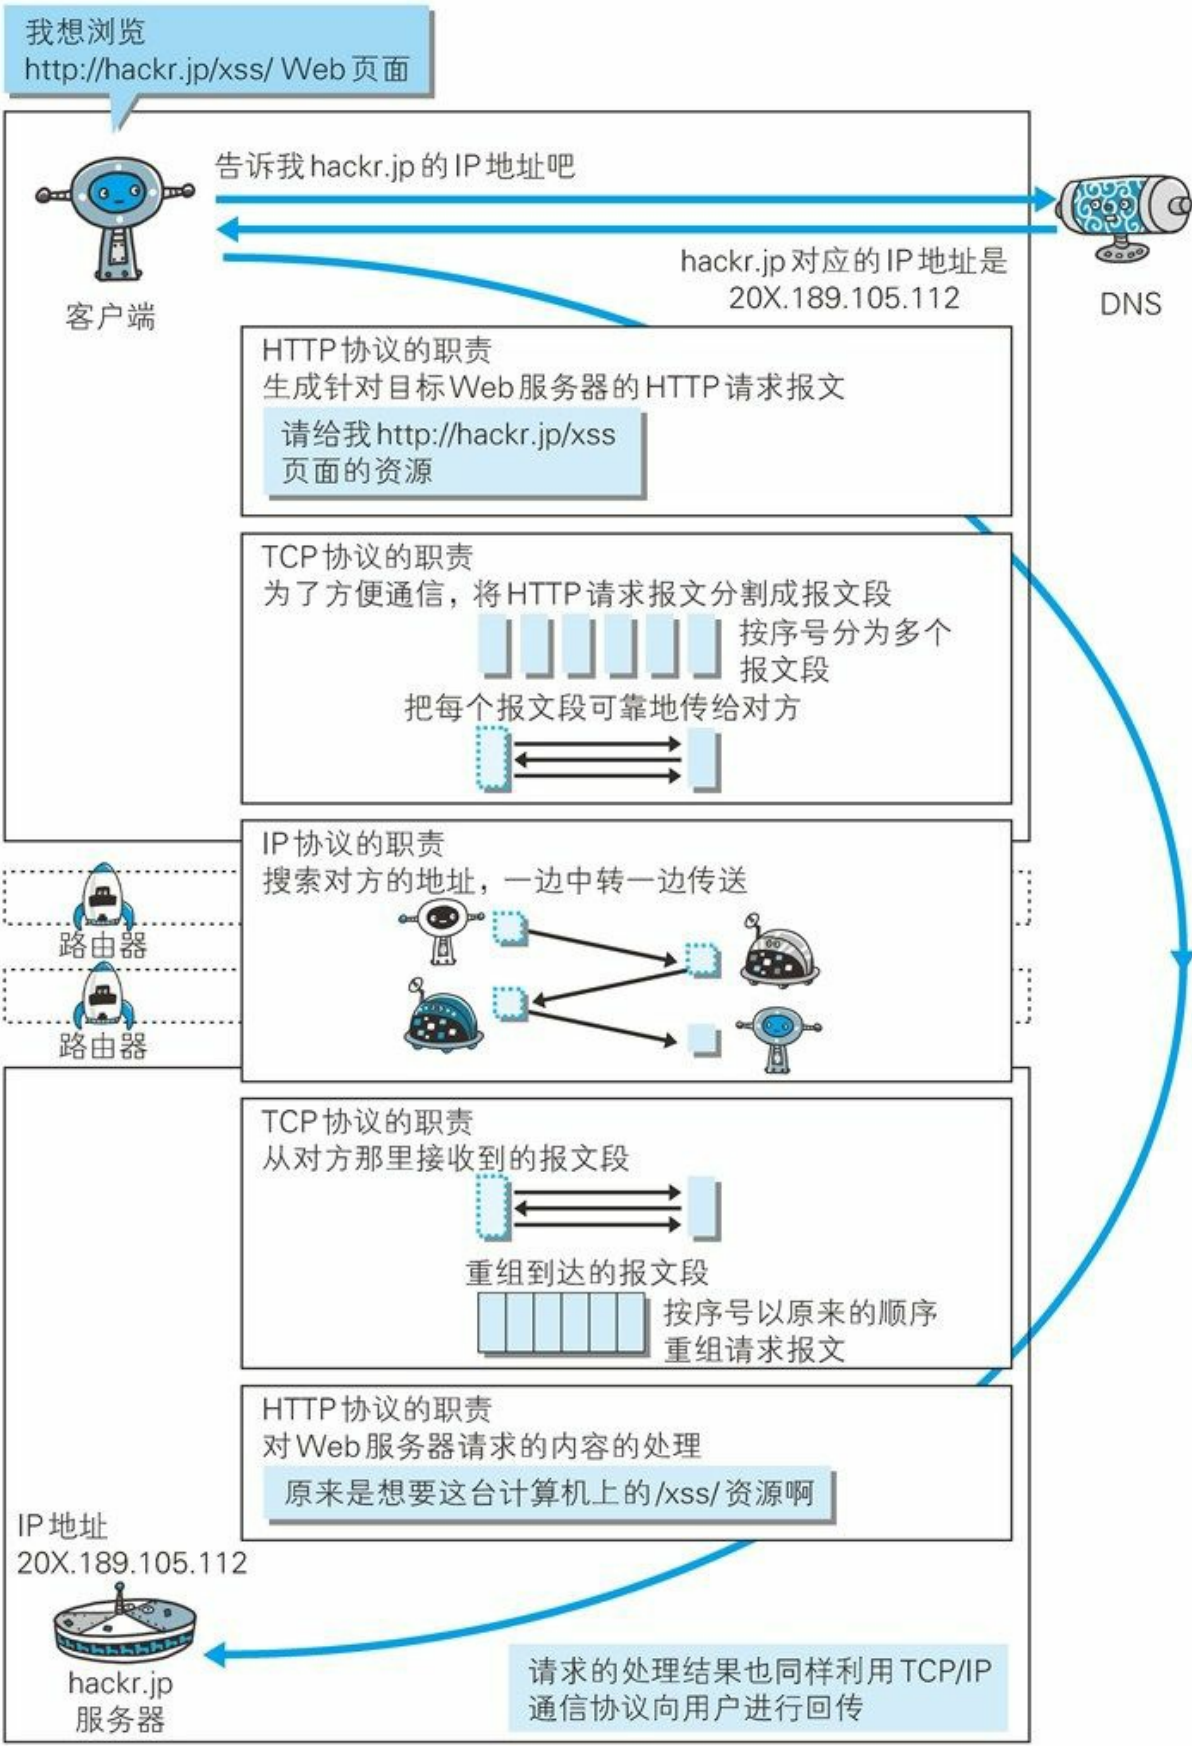 我想浏览
http://hackr.jp/xss/ Web页面
告诉我hackr.jp的IP地址吧
hackr.jp对应的IP地址是
20X.189.105.112
客户端
DNS
HTTP协议的职责
生成针对目标Web服务器的HTTP请求报文
请给我http://hackr.jp/xss
页面的资源
TCP协议的职责
为了方便通信，将HTTP请求报文分割成报文段
按序号分为多个
报文段
把每个报文段可靠地传给对方
IP协议的职责
搜索对方的地址，一边中转一边传送
路由器
路由器
TCP协议的职责
从对方那里接收到的报文段
重组到达的报文段
按序号以原来的顺序
重组请求报文
HTTP协议的职责
对Web服务器请求的内容的处理
原来是想要这台计算机上的/xss/资源啊
IP地址
20X.189.105.112
hackr.jp
服务器
请求的处理结果也同样利用TCP/IP
通信协议向用户进行回传